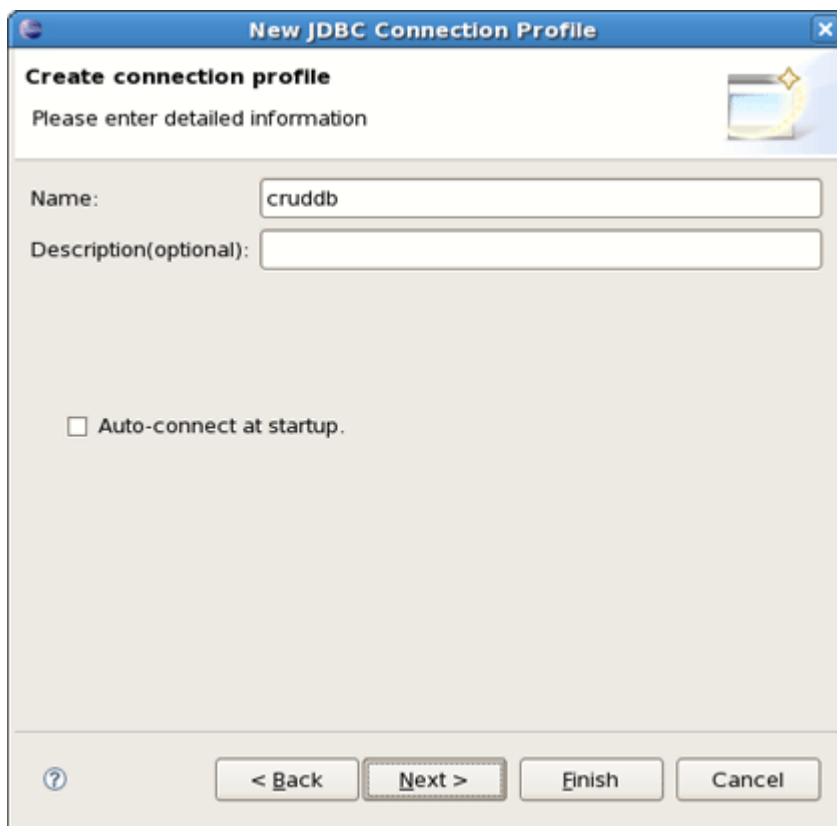 New JDBC Connection Profile
Create connection profile
Please enter detailed information
Name: cruddb
Description(optional):
Auto-connect at startup.
? < Back Next > Finish Cancel